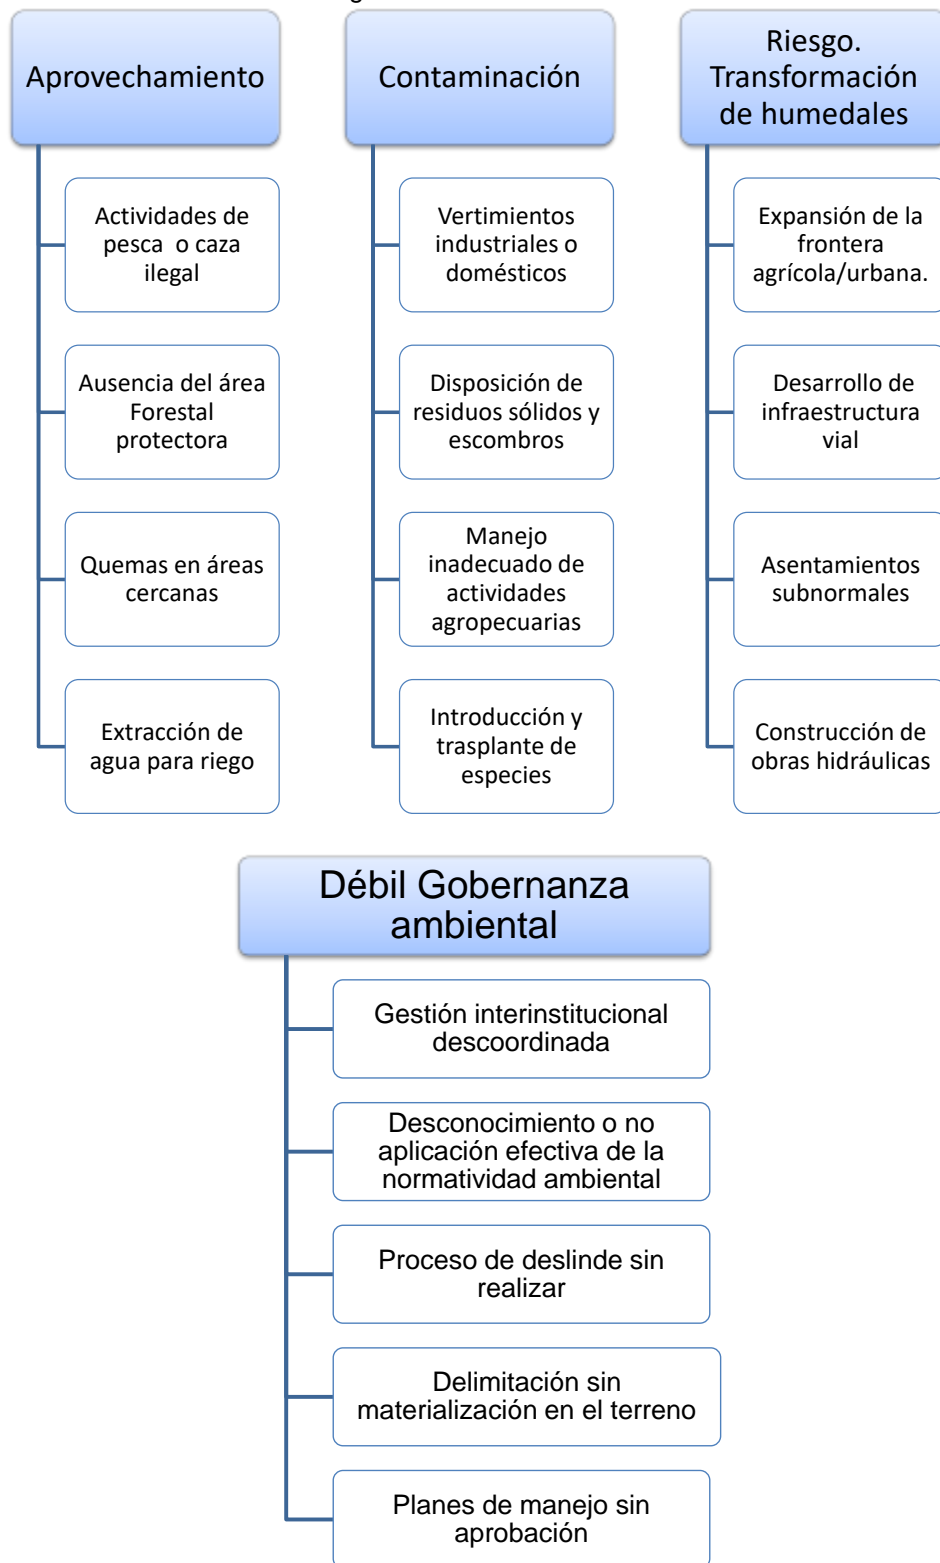 Aprovechamiento
Actividades de
pesca o caza
ilegal
Ausencia del área
Forestal
protectora
Quemas en áreas
cercanas
Extracción de
agua para riego
Contaminación
Vertimientos
industriales o
domésticos
Disposición de
residuos sólidos y
escombros
Manejo
inadecuado de
actividades
agropecuarias
Introducción y
trasplante de
especies
Riesgo.
Transformación
de humedales
Expansión de la
frontera
agrícola/urbana.
Desarrollo de
infraestructura
vial
Asentamientos
subnormales
Construcción de
obras hidráulicas
Débil Gobernanza
ambiental
Gestión interinstitucional
descoordinada
Desconocimiento o no
aplicación efectiva de la
normatividad ambiental
Proceso de deslinde sin
realizar
Delimitación sin
materialización en el terreno
Planes de manejo sin
aprobación